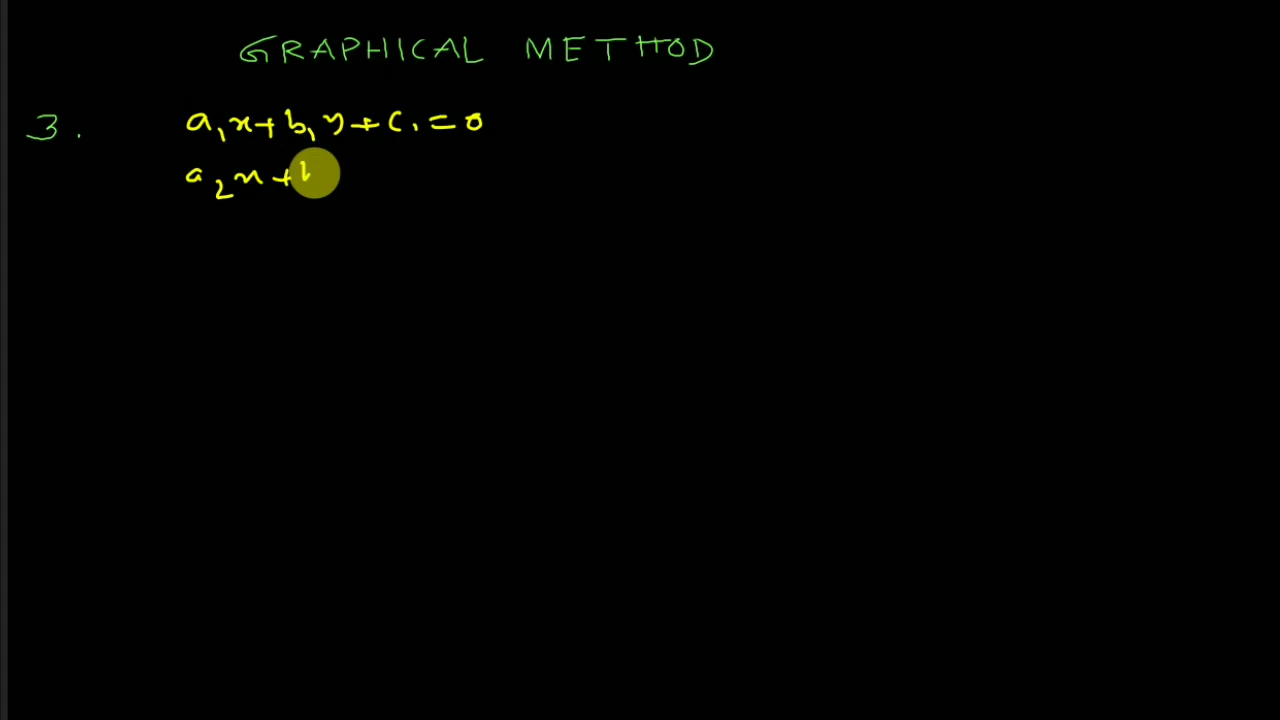 GRAPHICAL METHOD
3. a₁x+b₁y+c₁=0
a₂x+b